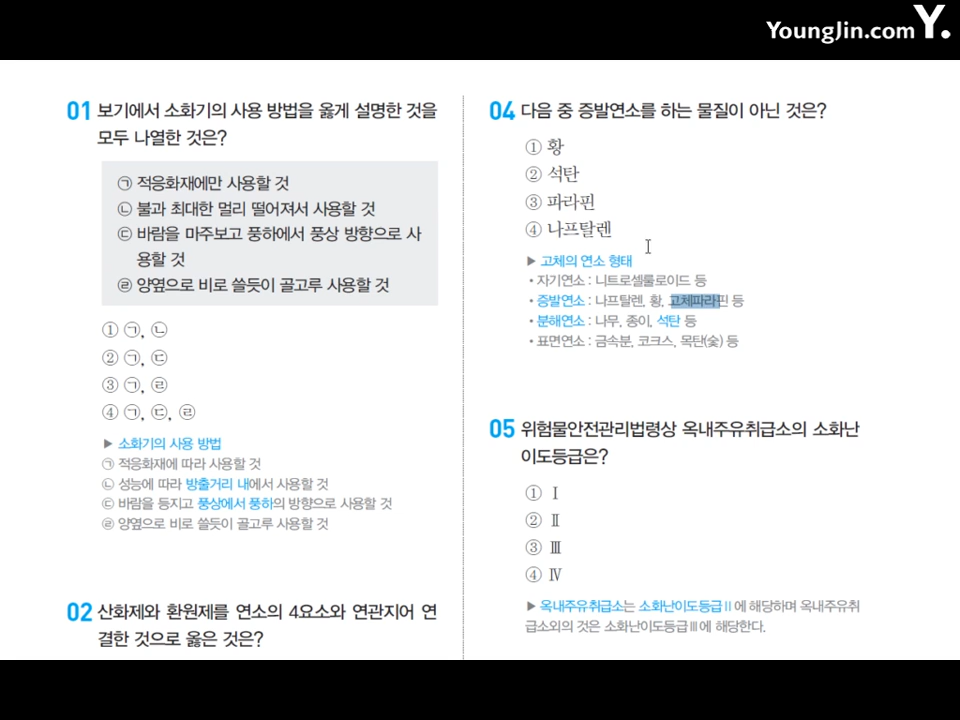 YoungJin.com Y.
01 보기에서 소화기의 사용 방법을 옳게 설명한 것을
모두 나열한 것은?
㉠ 적응화재에만 사용할 것
㉡ 불과 최대한 멀리 떨어져서 사용할 것
㉢ 바람을 마주보고 풍하에서 풍상 방향으로 사
용할 것
㉣ 양옆으로 비로 쓸듯이 골고루 사용할 것
① ㉠, ㉡
② ㉠, ㉢
③ ㉠, ㉣
④ ㉠, ㉢, ㉣
▶ 소화기의 사용 방법
㉠ 적응화재에 따라 사용할 것
㉡ 성능에 따라 방출거리 내에서 사용할 것
㉢ 바람을 등지고 풍상에서 풍하의 방향으로 사용할 것
㉣ 양옆으로 비로 쓸듯이 골고루 사용할 것
02 산화제와 환원제를 연소의 4요소와 연관지어 연
결한 것으로 옳은 것은?
04 다음 중 증발연소를 하는 물질이 아닌 것은?
① 황
② 석탄
③ 파라핀
④ 나프탈렌
▶ 고체의 연소 형태
• 자기연소 : 니트로셀룰로이드 등
• 증발연소 : 나프탈렌, 황, 고체파라핀 등
• 분해연소 : 나무, 종이, 석탄 등
• 표면연소 : 금속분, 코크스, 목탄(숯) 등
05 위험물안전관리법령상 옥내주유취급소의 소화난
이도등급은?
① Ⅰ
② Ⅱ
③ Ⅲ
④ Ⅳ
▶ 옥내주유취급소는 소화난이도등급Ⅱ에 해당하며 옥내주유취
급소외의 것은 소화난이도등급Ⅲ에 해당한다.